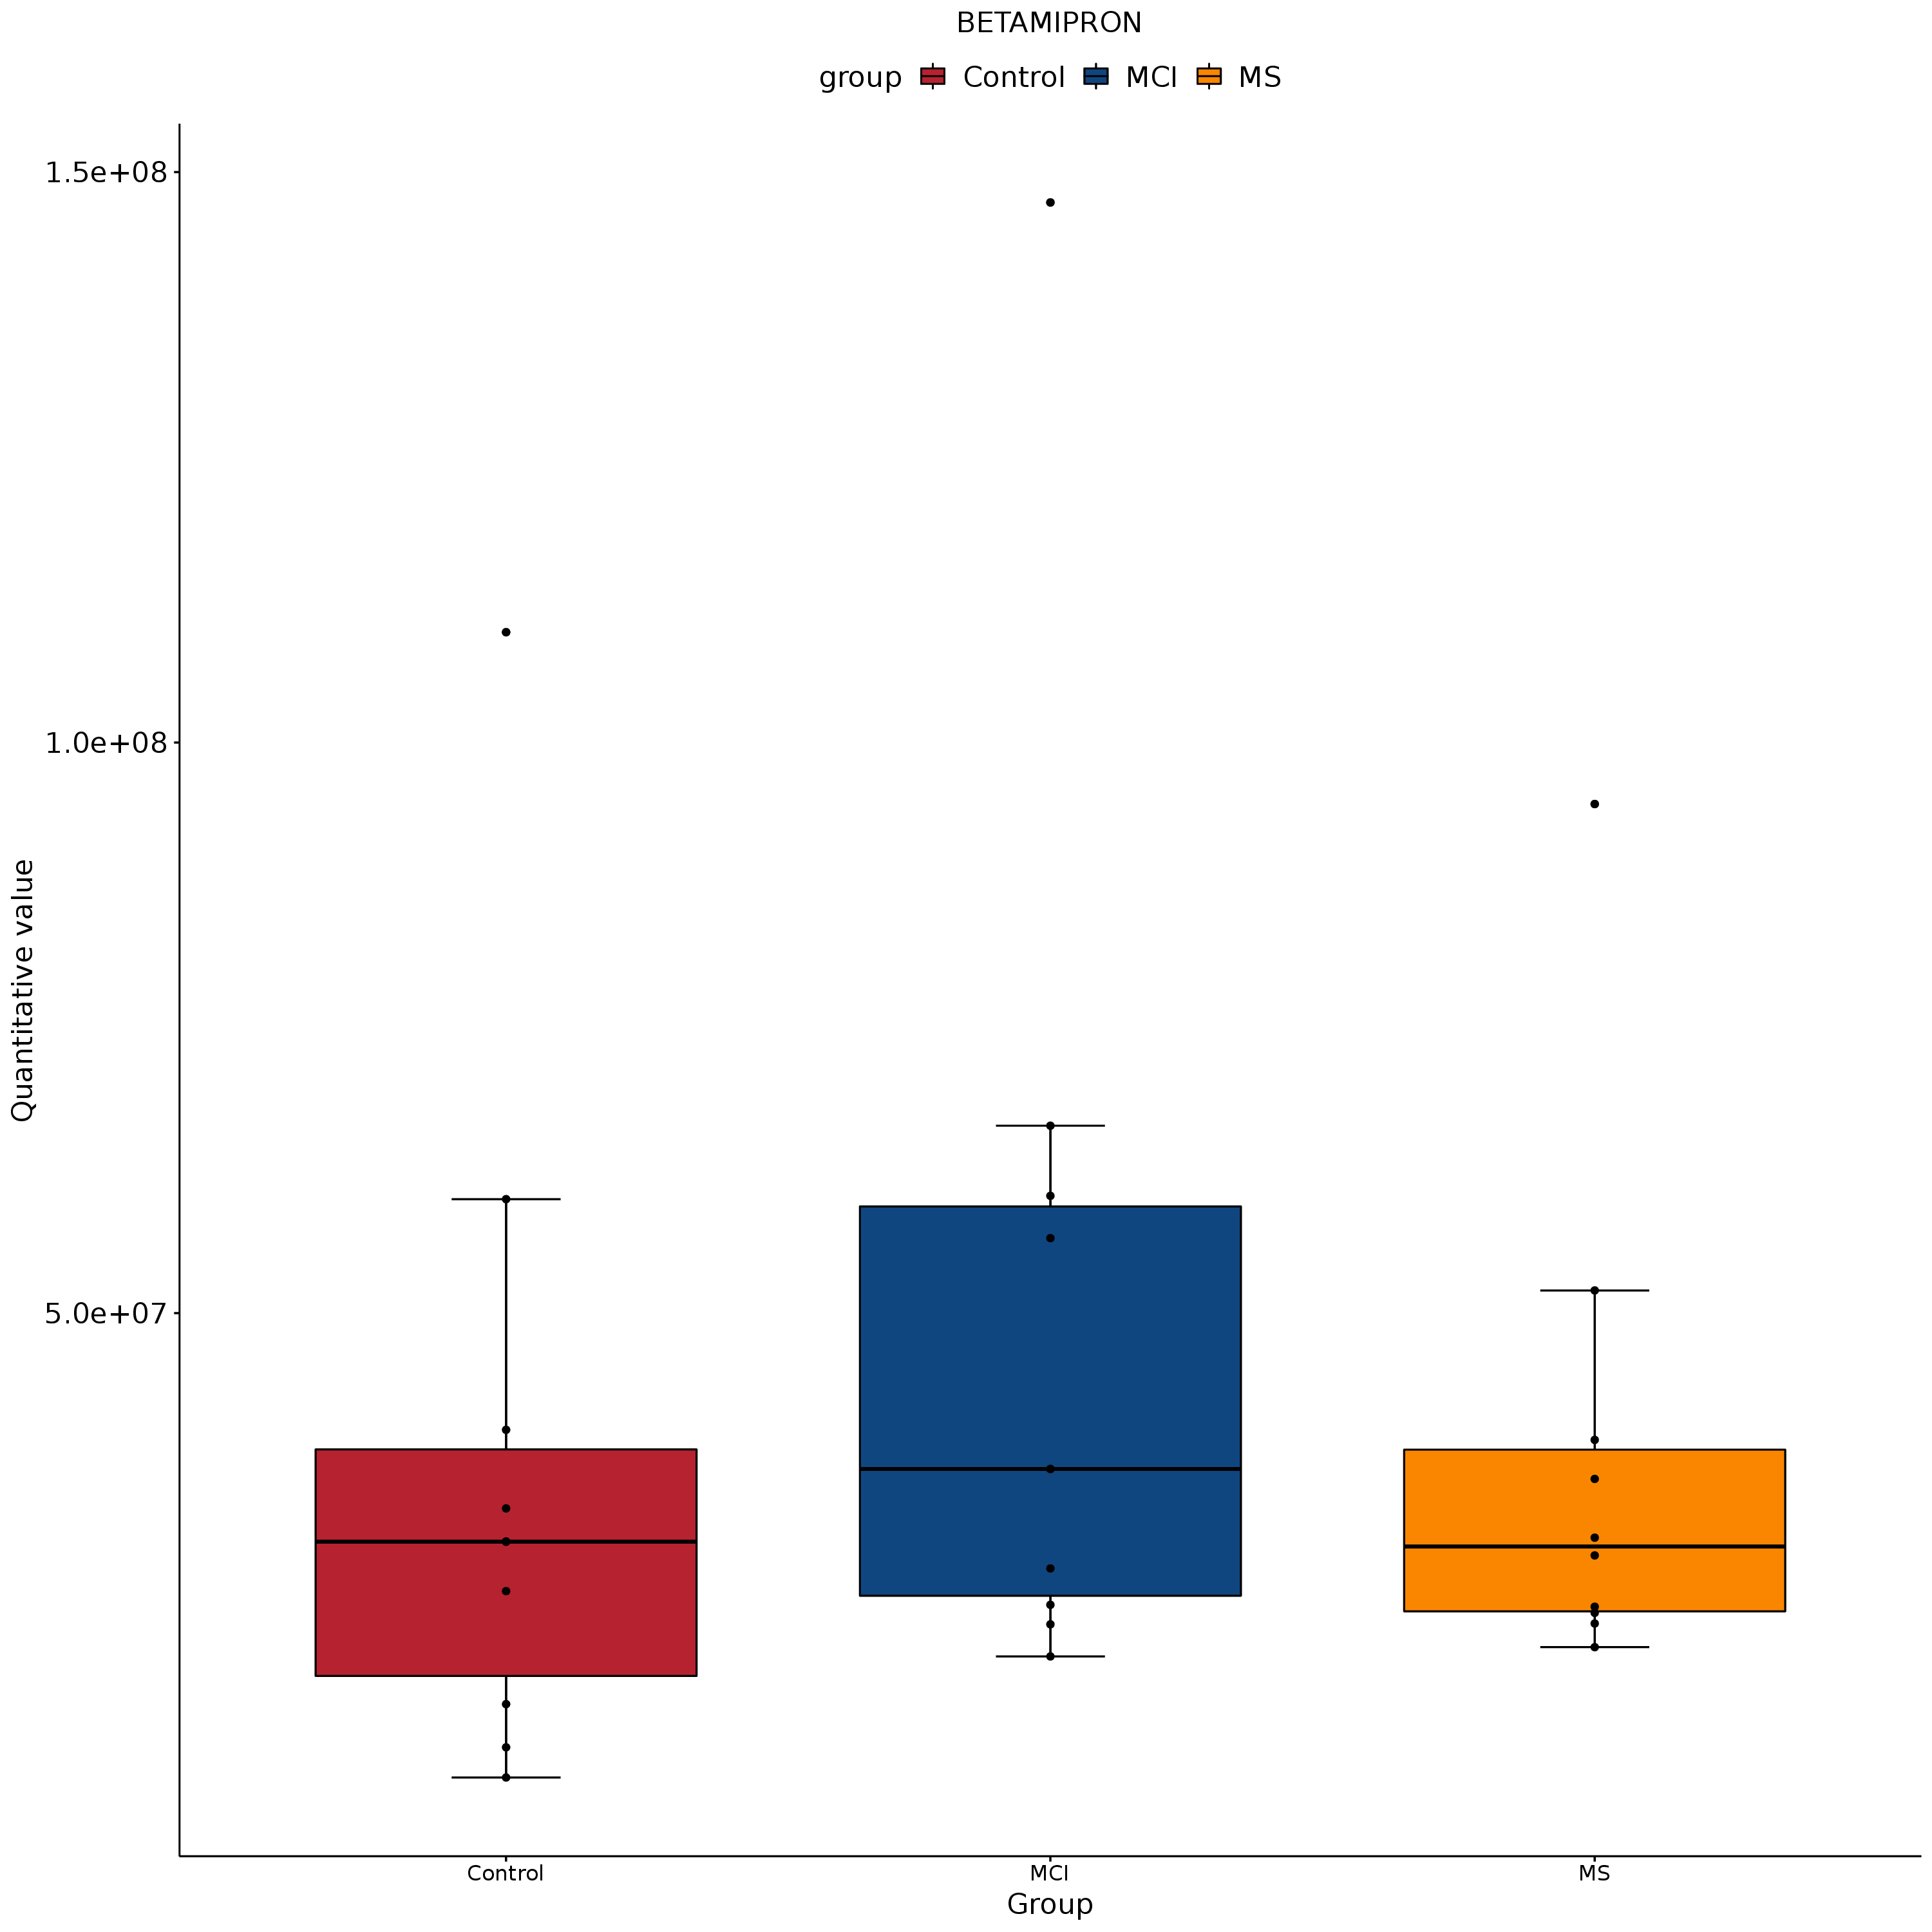 BETAMIPRON
group Control MCI MS
1.5e+08
1.0e+08
5.0e+07
Quantitative value
Control MCI MS
Group